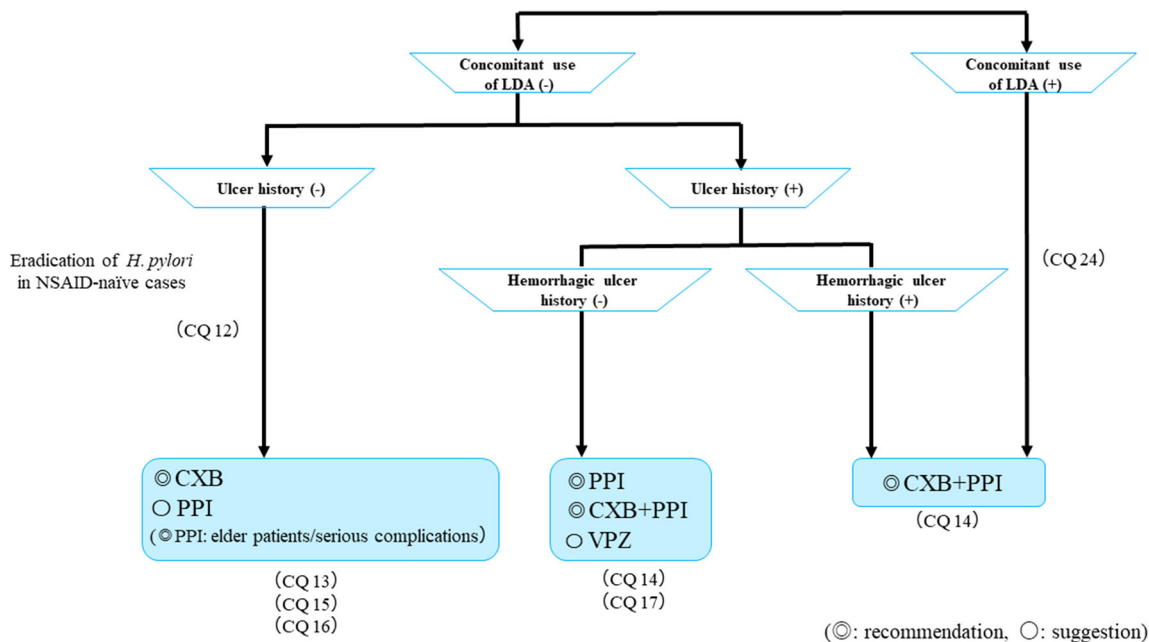 Concomitant use
of LDA (-)
Concomitant use
of LDA (+)
Ulcer history (-)
Ulcer history (+)
Eradication of H. pylori
in NSAID-naïve cases
(CQ 12)
Hemorrhagic ulcer
history (-)
Hemorrhagic ulcer
history (+)
(CQ 24)
◎ CXB
○ PPI
(◎ PPI: elder patients/serious complications)
(CQ 13)
(CQ 15)
(CQ 16)
◎ PPI
◎ CXB+PPI
○ VPZ
(CQ 14)
(CQ 17)
◎ CXB+PPI
(CQ 14)
(◎: recommendation, ○: suggestion)